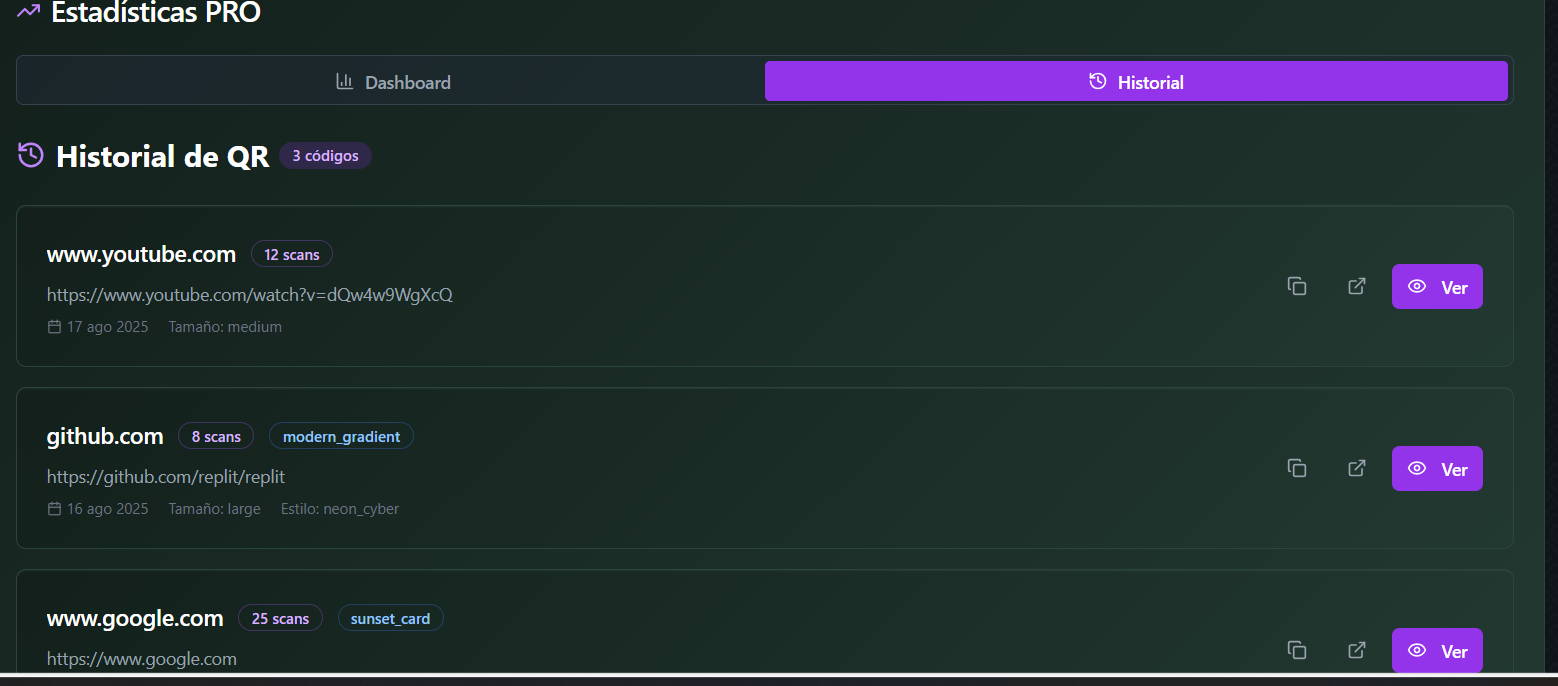 Estadísticas PRO
Dashboard
Historial
Historial de QR 3 códigos
www.youtube.com 12 scans
https://www.youtube.com/watch?v=dQw4w9WgXcQ
17 ago 2025 Tamaño: medium
Ver
github.com 8 scans modern_gradient
https://github.com/replit/replit
16 ago 2025 Tamaño: large Estilo: neon_cyber
Ver
www.google.com 25 scans sunset_card
https://www.google.com
Ver